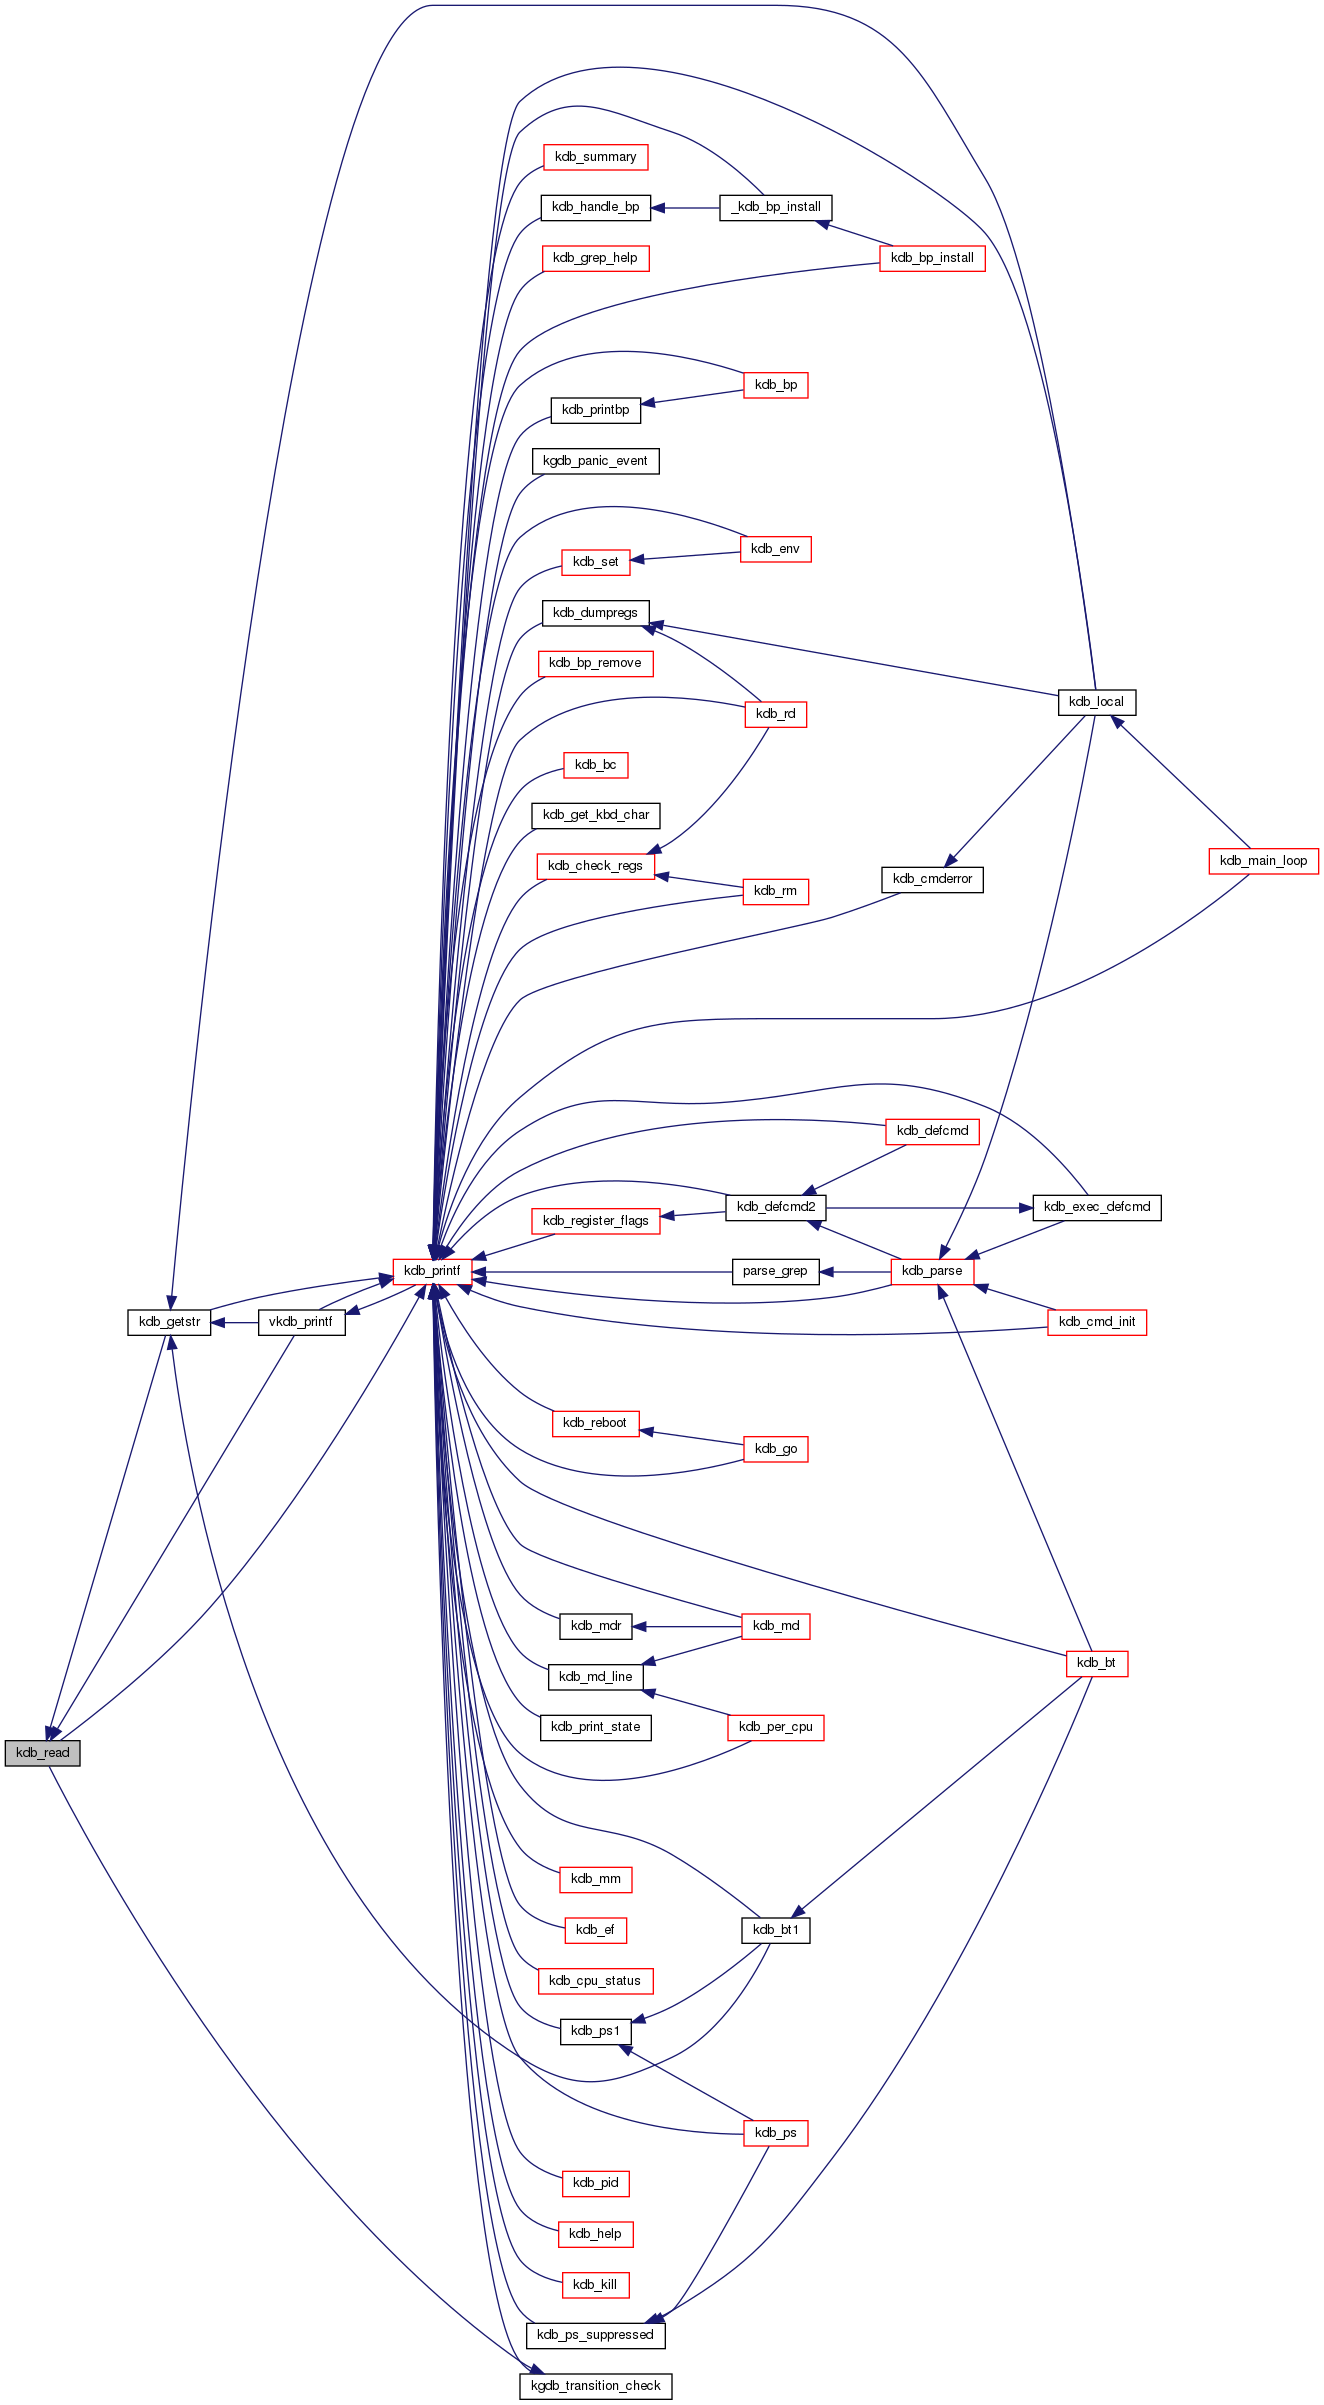 kdb_summary
kdb_handle_bp
_kdb_bp_install
kdb_grep_help
kdb_bp_install
kdb_bp
kdb_printbp
kgdb_panic_event
kdb_env
kdb_set
kdb_dumpregs
kdb_bp_remove
kdb_local
kdb_rd
kdb_bc
kdb_get_kbd_char
kdb_main_loop
kdb_check_regs
kdb_cmderror
kdb_rm
kdb_defcmd
kdb_defcmd2
kdb_exec_defcmd
kdb_register_flags
kdb_printf
parse_grep
kdb_parse
kdb_getstr
vkdb_printf
kdb_cmd_init
kdb_reboot
kdb_go
kdb_mdr
kdb_md
kdb_bt
kdb_md_line
kdb_print_state
kdb_per_cpu
kdb_read
kdb_mm
kdb_ef
kdb_bt1
kdb_cpu_status
kdb_ps1
kdb_ps
kdb_pid
kdb_help
kdb_kill
kdb_ps_suppressed
kgdb_transition_check